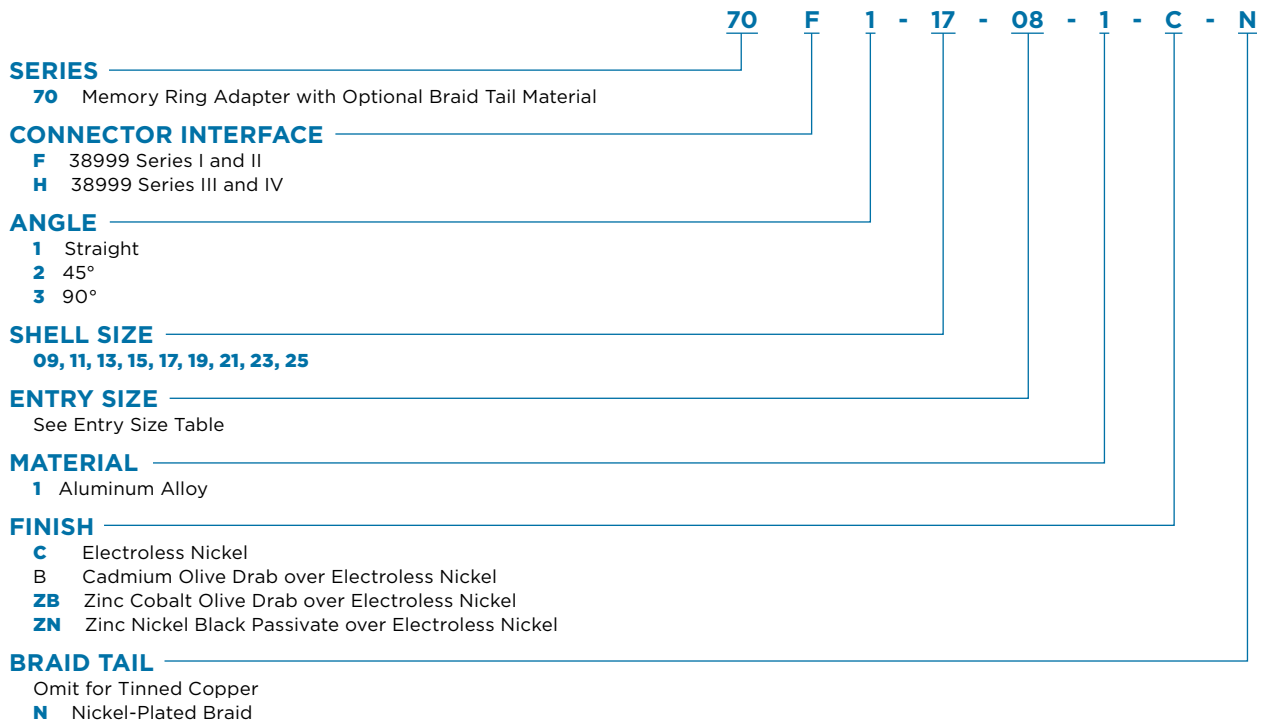 70 F 1 - 17 - 08 - 1 - C - N
SERIES
70 Memory Ring Adapter with Optional Braid Tail Material
CONNECTOR INTERFACE
F 38999 Series I and II
H 38999 Series III and IV
ANGLE
1 Straight
2 45°
3 90°
SHELL SIZE
09, 11, 13, 15, 17, 19, 21, 23, 25
ENTRY SIZE
See Entry Size Table
MATERIAL
1 Aluminum Alloy
FINISH
C Electroless Nickel
B Cadmium Olive Drab over Electroless Nickel
ZB Zinc Cobalt Olive Drab over Electroless Nickel
ZN Zinc Nickel Black Passivate over Electroless Nickel
BRAID TAIL
Omit for Tinned Copper
N Nickel-Plated Braid